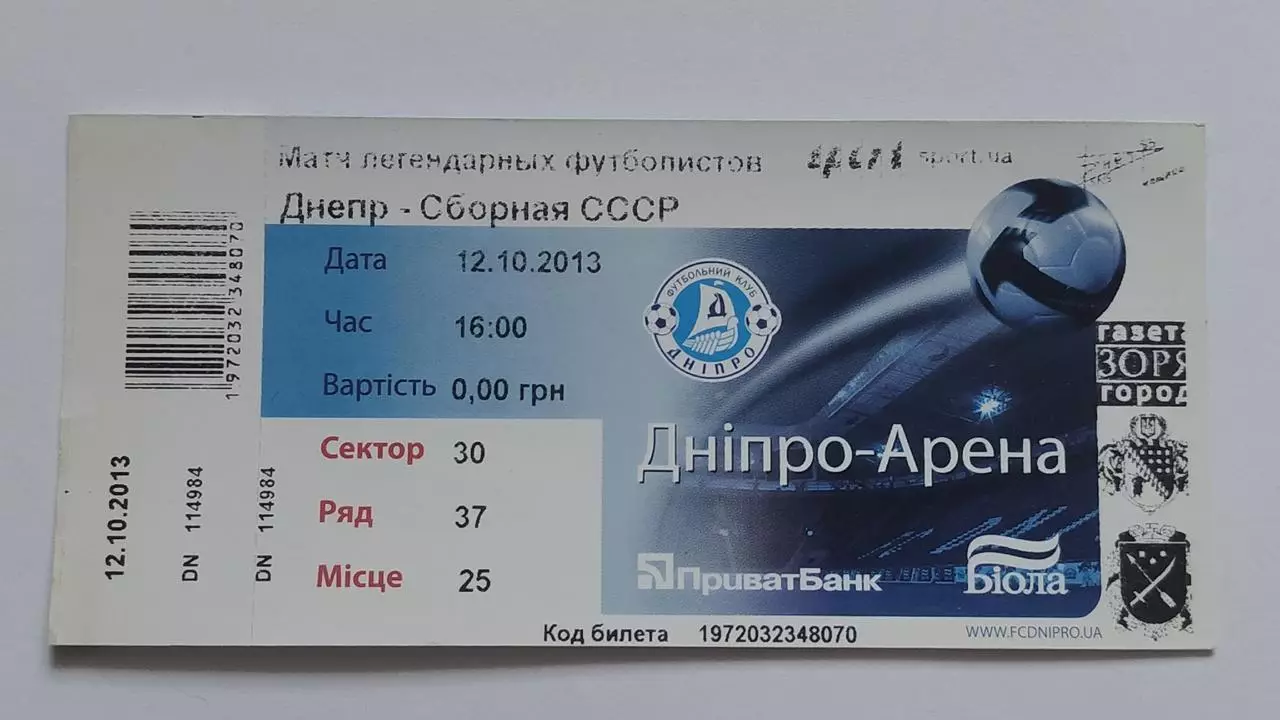 Матч легендарных футболистов
sport.ua
Днепр - Сборная СССР
Дата 12.10.2013
Час 16:00
Вартість 0,00 грн
Сектор 30
Ряд 37
Місце 25
ФУТБОЛЬНИЙ КЛУБ
Д
ДНІПРО
Дніпро-Арена
ПриватБанк
Біола
WWW.FCDNIPRO.UA
Код билета 1972032348070
газета
ЗОРЯ
город
1972032348070
12.10.2013
DN 114984
DN 114984